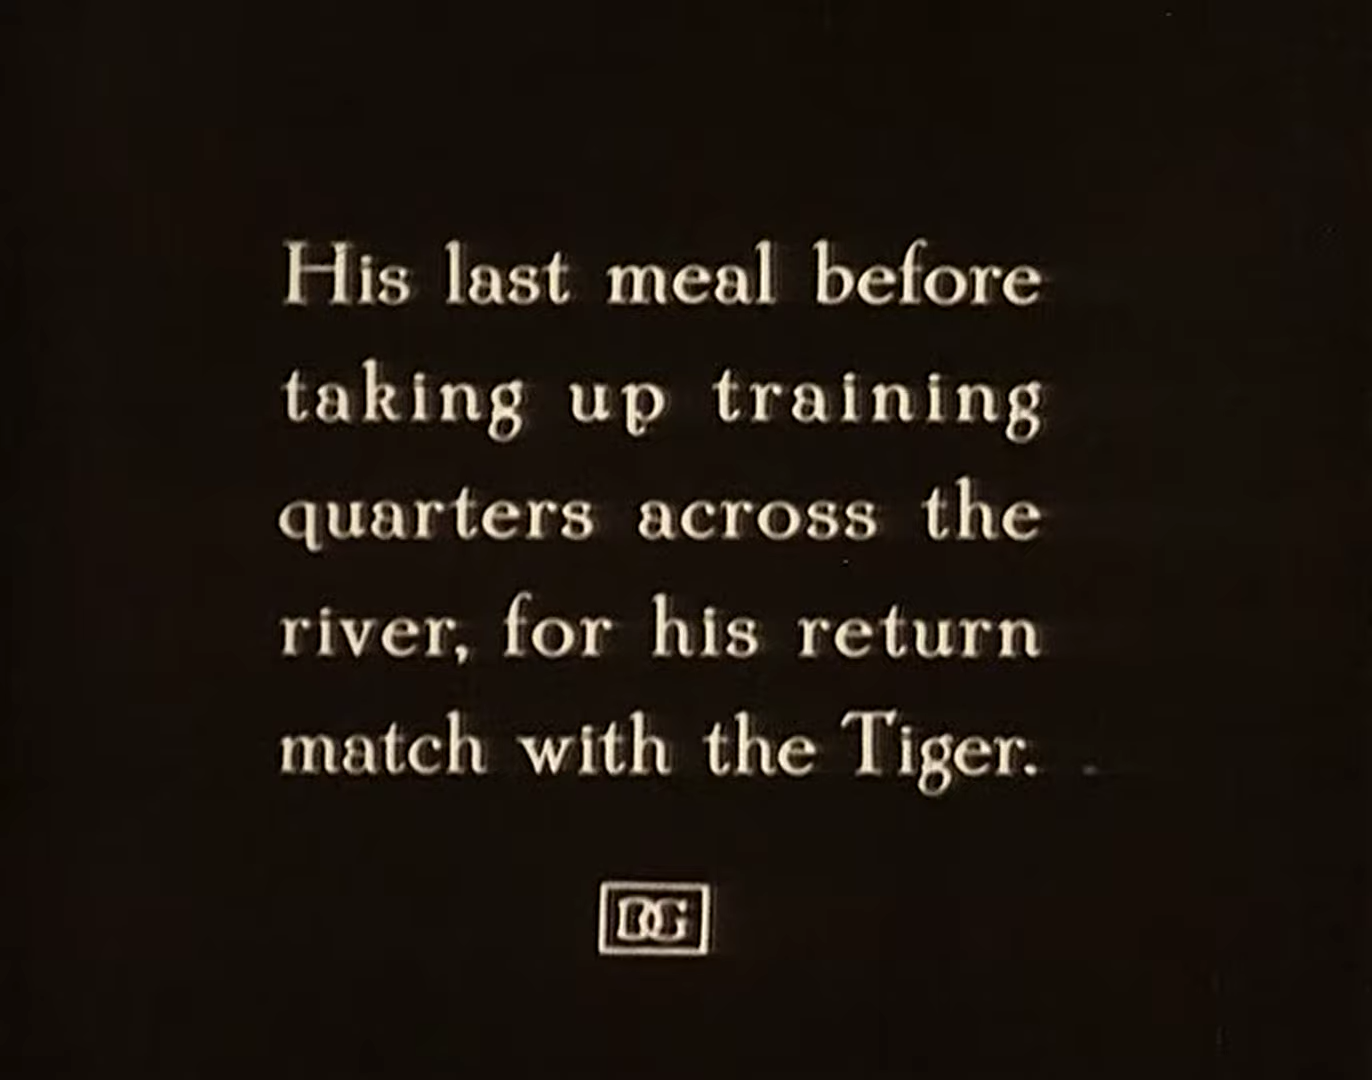 His last meal before
taking up training
quarters across the
river, for his return
match with the Tiger.
DG